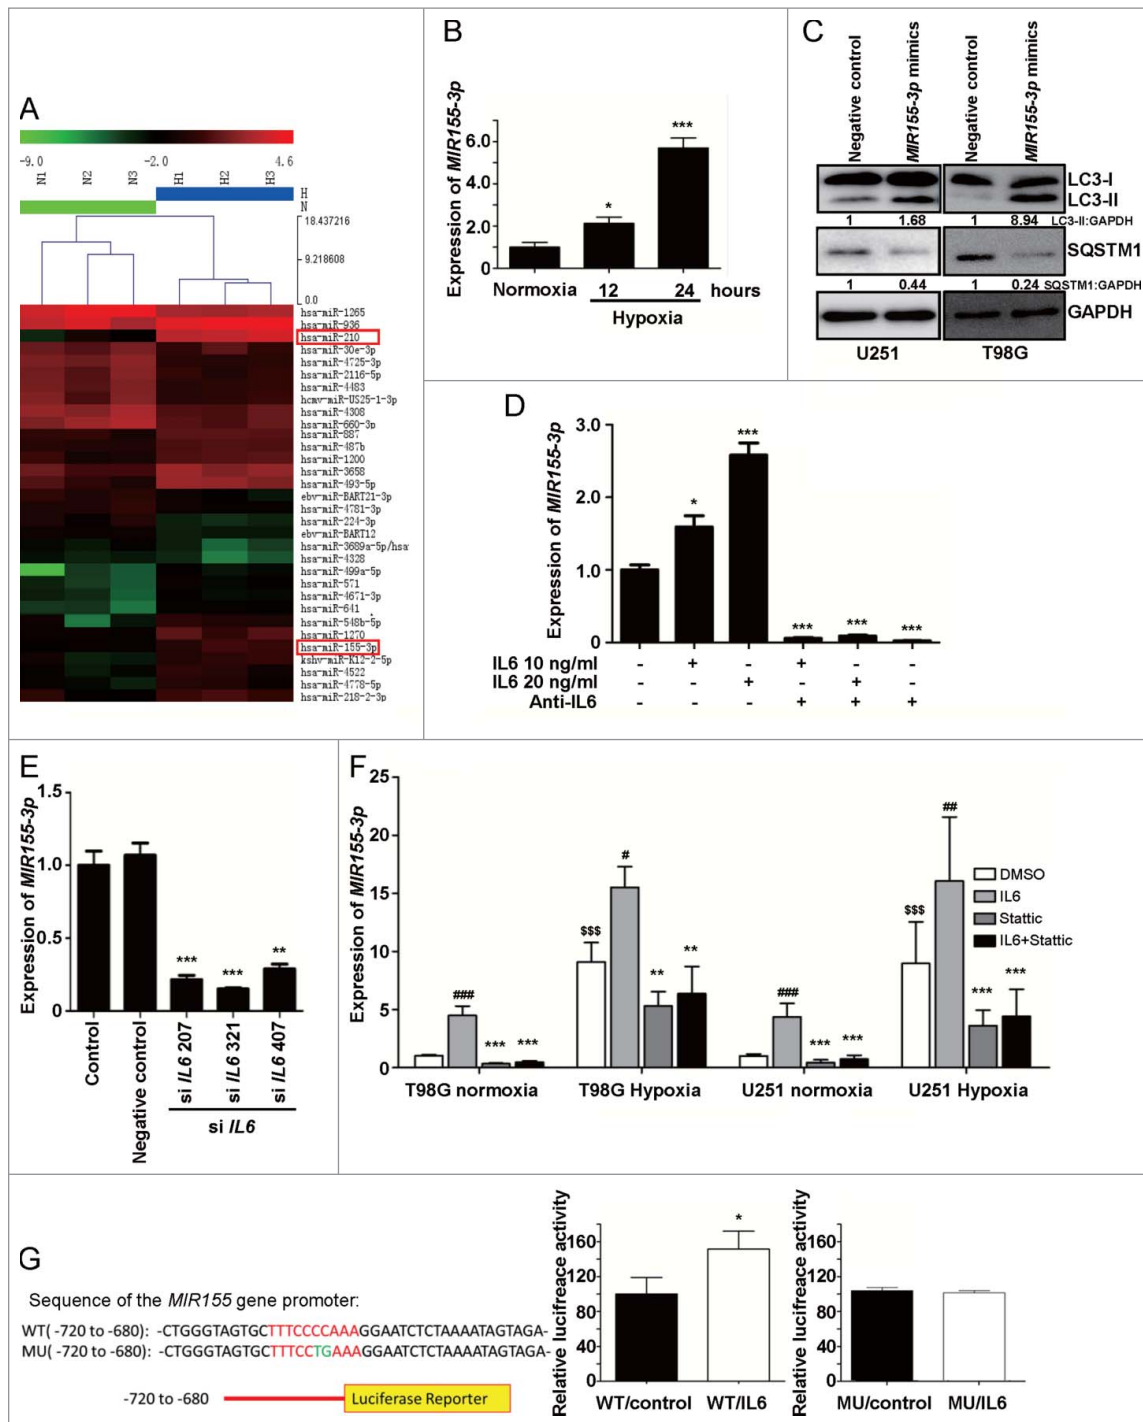 A
-9.0
-2.0
4.6
N1
N2
N3
H1
H2
H3
H
N
18.437216
9.218608
0.0
hsa-miR-1265
hsa-miR-936
hsa-miR-210
hsa-miR-30e-3p
hsa-miR-4725-3p
hsa-miR-2116-5p
hsa-miR-4483
hcmv-miR-US25-1-3p
hsa-miR-4308
hsa-miR-660-3p
hsa-miR-887
hsa-miR-487b
hsa-miR-1200
hsa-miR-3658
hsa-miR-493-5p
ebv-miR-BART21-3p
hsa-miR-4781-3p
hsa-miR-224-3p
ebv-miR-BART12
hsa-miR-3689a-5p/hsa
hsa-miR-4328
hsa-miR-499a-5p
hsa-miR-571
hsa-miR-4671-3p
hsa-miR-641
hsa-miR-548b-5p
hsa-miR-1270
hsa-miR-155-3p
kshv-miR-K12-2-5p
hsa-miR-4522
hsa-miR-4778-5p
hsa-miR-218-2-3p
B
Expression of MIR155-3p
6.0
4.0
2.0
0
*
***
Normoxia 12 24 hours
Hypoxia
C
Negative control
MIR155-3p mimics
Negative control
MIR155-3p mimics
LC3-I
LC3-II
1 1.68 1 8.94 LC3-II:GAPDH
SQSTM1
1 0.44 1 0.24 SQSTM1:GAPDH
GAPDH
U251 T98G
D
Expression of MIR155-3p
3.0
2.0
1.0
0
*
***
***
***
***
IL6 10 ng/ml - + - + - -
IL6 20 ng/ml - - + - + -
Anti-IL6 - - - + + +
E
Expression of MIR155-3p
1.5
1.0
0.5
0
***
***
**
Control
Negative control
si IL6 207
si IL6 321
si IL6 407
si IL6
F
Expression of MIR155-3p
25
20
15
10
5
0
###
***
***
$$$
#
**
**
###
***
***
$$$
##
***
***
DMSO
IL6
Stattic
IL6+Stattic
T98G normoxia T98G Hypoxia U251 normoxia U251 Hypoxia
G
Sequence of the MIR155 gene promoter:
WT( -720 to -680): -CTGGGTAGTGCTTTCCCCAAAGGAATCTCTAAAATAGTAGA-
MU( -720 to -680): -CTGGGTAGTGCTTTCCTGAAAGGAATCTCTAAAATAGTAGA-
-720 to -680 Luciferase Reporter
Relative lucifreace activity
160
120
80
40
0
*
WT/control WT/IL6
Relative lucifreace activity
160
120
80
40
0
MU/control MU/IL6